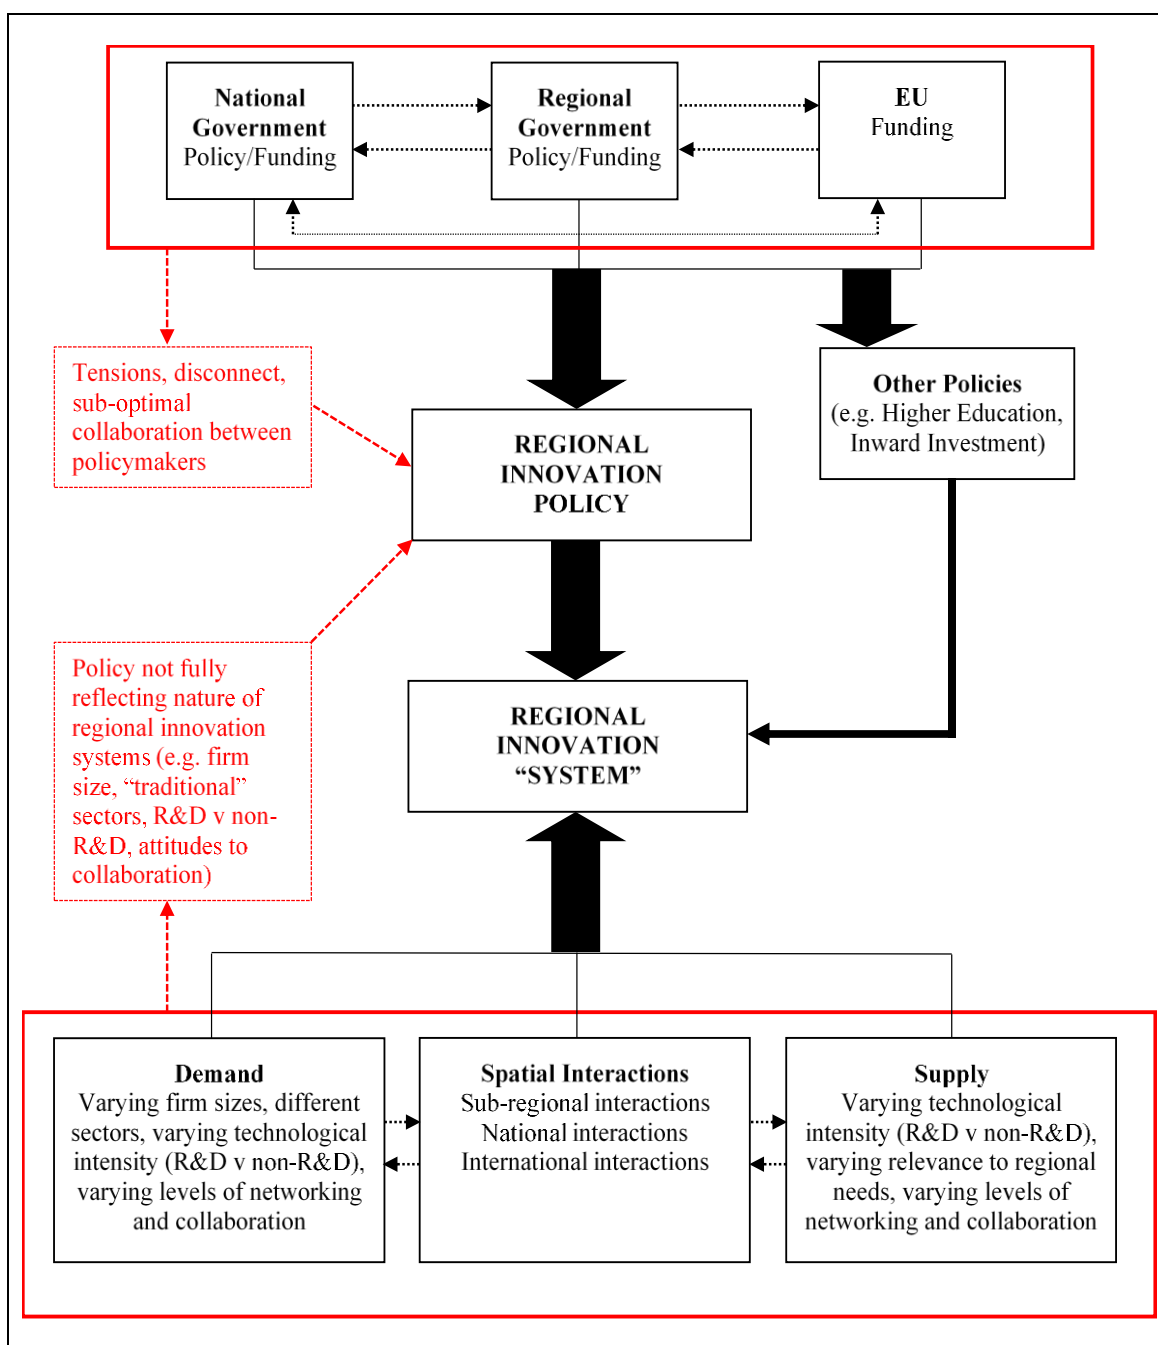 National
Government
Policy/Funding
Regional
Government
Policy/Funding
EU
Funding
Tensions, disconnect,
sub-optimal
collaboration between
policymakers
Other Policies
(e.g. Higher Education,
Inward Investment)
REGIONAL
INNOVATION
POLICY
Policy not fully
reflecting nature of
regional innovation
systems (e.g. firm
size, “traditional”
sectors, R&D v non-
R&D, attitudes to
collaboration)
REGIONAL
INNOVATION
“SYSTEM”
Demand
Varying firm sizes, different
sectors, varying technological
intensity (R&D v non-R&D),
varying levels of networking
and collaboration
Spatial Interactions
Sub-regional interactions
National interactions
International interactions
Supply
Varying technological
intensity (R&D v non-R&D),
varying relevance to regional
needs, varying levels of
networking and collaboration